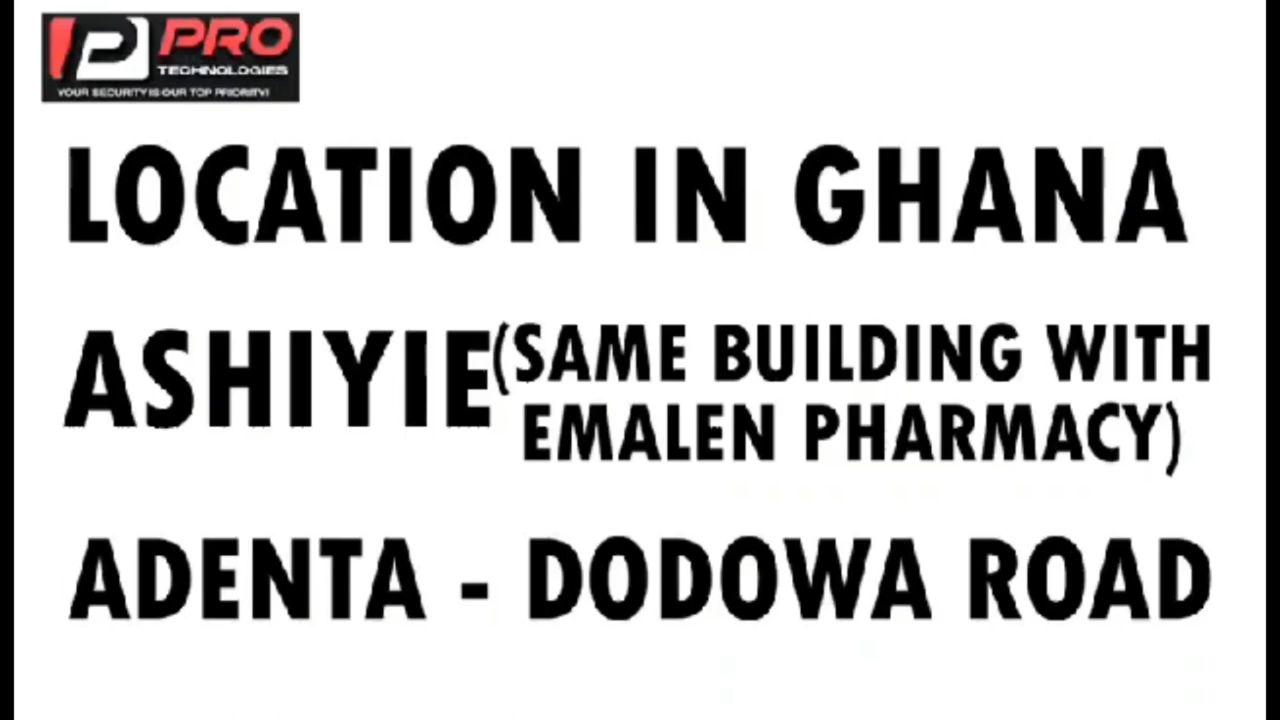 PRO
TECHNOLOGIES
YOUR SECURITY IS OUR TOP PRIORITY!
LOCATION IN GHANA
ASHIYIE (SAME BUILDING WITH
EMALEN PHARMACY)
ADENTA - DODOWA ROAD